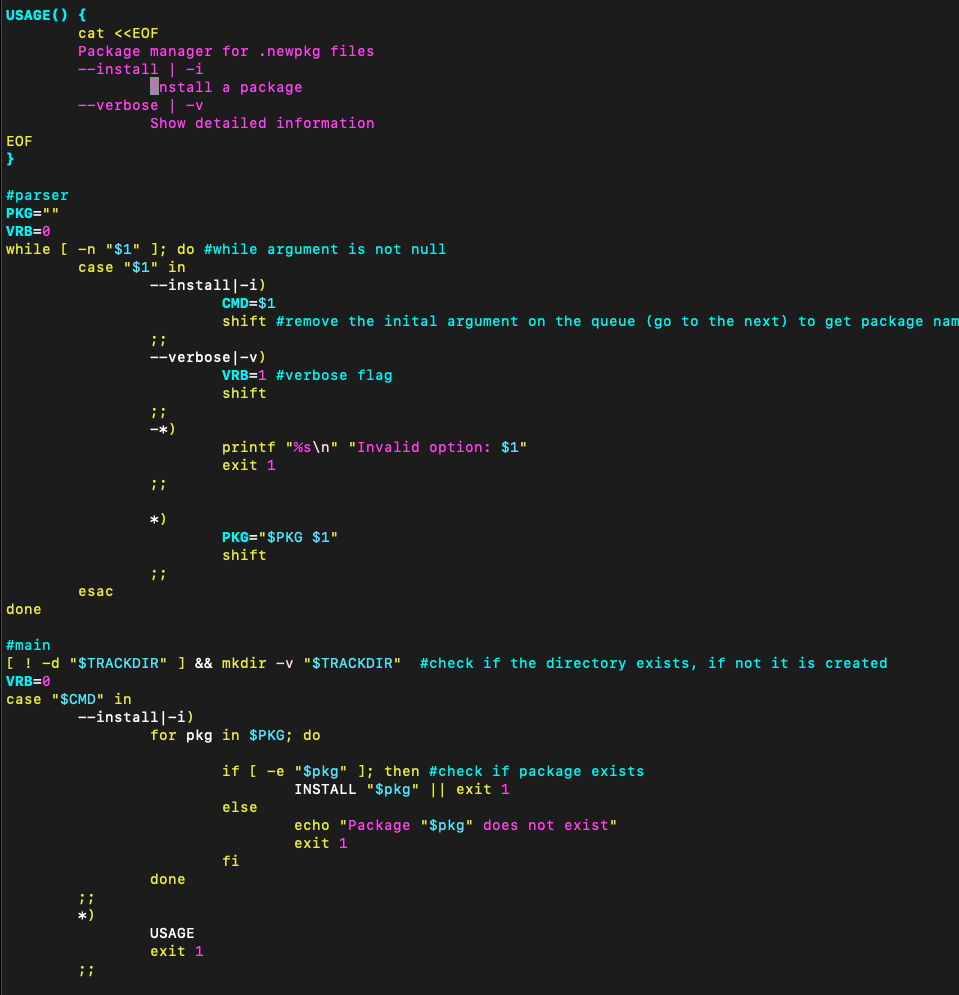 USAGE() {
        cat <<EOF
        Package manager for .newpkg files
        --install | -i
                Install a package
        --verbose | -v
                Show detailed information
EOF
}

#parser
PKG=""
VRB=0
while [ -n "$1" ]; do #while argument is not null
        case "$1" in
                --install|-i)
                        CMD=$1
                        shift #remove the inital argument on the queue (go to the next) to get package nam
                ;;
                --verbose|-v)
                        VRB=1 #verbose flag
                        shift
                ;;
                -*)
                        printf "%s\n" "Invalid option: $1"
                        exit 1
                ;;

                *)
                        PKG="$PKG $1"
                        shift
                ;;
        esac
done

#main
[ ! -d "$TRACKDIR" ] && mkdir -v "$TRACKDIR"  #check if the directory exists, if not it is created
VRB=0
case "$CMD" in
        --install|-i)
                for pkg in $PKG; do

                        if [ -e "$pkg" ]; then #check if package exists
                                INSTALL "$pkg" || exit 1
                        else
                                echo "Package "$pkg" does not exist"
                                exit 1
                        fi
                done
        ;;
        *)
                USAGE
                exit 1
        ;;